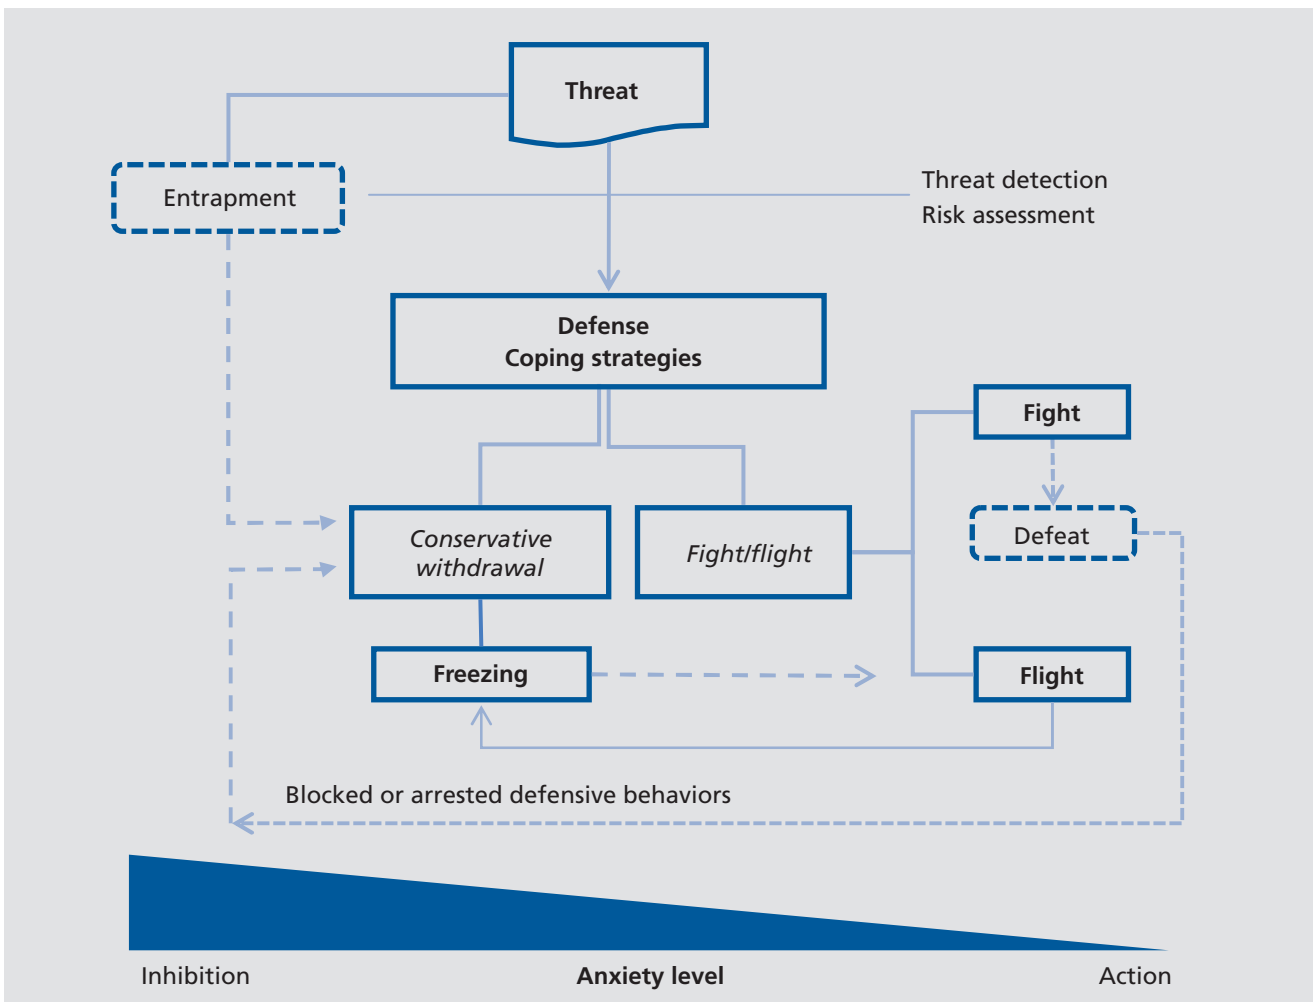 Threat
Entrapment
Threat detection
Risk assessment
Defense
Coping strategies
Fight
Conservative
withdrawal
Fight/flight
Defeat
Freezing
Flight
Blocked or arrested defensive behaviors
Inhibition
Anxiety level
Action